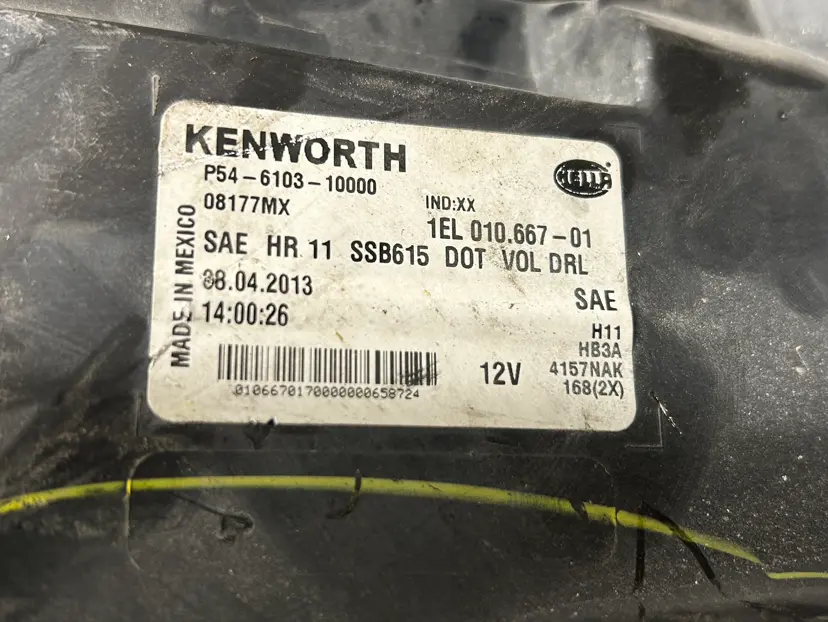 KENWORTH
HELLA
P54-6103-10000
08177MX
IND:XX
1EL 010.667-01
SAE HR 11 SSB615 DOT VOL DRL
08.04.2013
SAE
14:00:26
MADE IN MEXICO
H11
HB3A
12V
4157NAK
168(2X)
0106670170000000658724